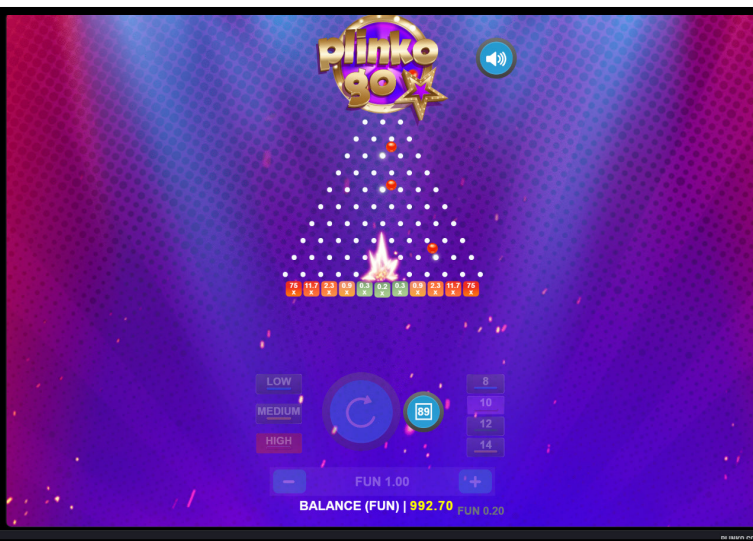 plinko
go
75 11.7 2.3 0.9 0.3 0.2 0.3 0.9 2.3 11.7 75
x x x x x x x x x x x
LOW
MEDIUM
HIGH
89
8
10
12
14
− FUN 1.00 +
BALANCE (FUN) | 992.70
FUN 0.20